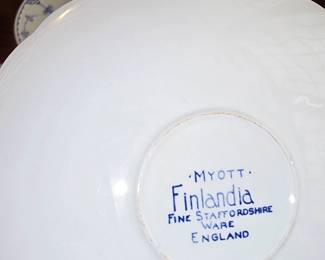 · MYOTT ·
Finlandia
FINE STAFFORDSHIRE
WARE
ENGLAND